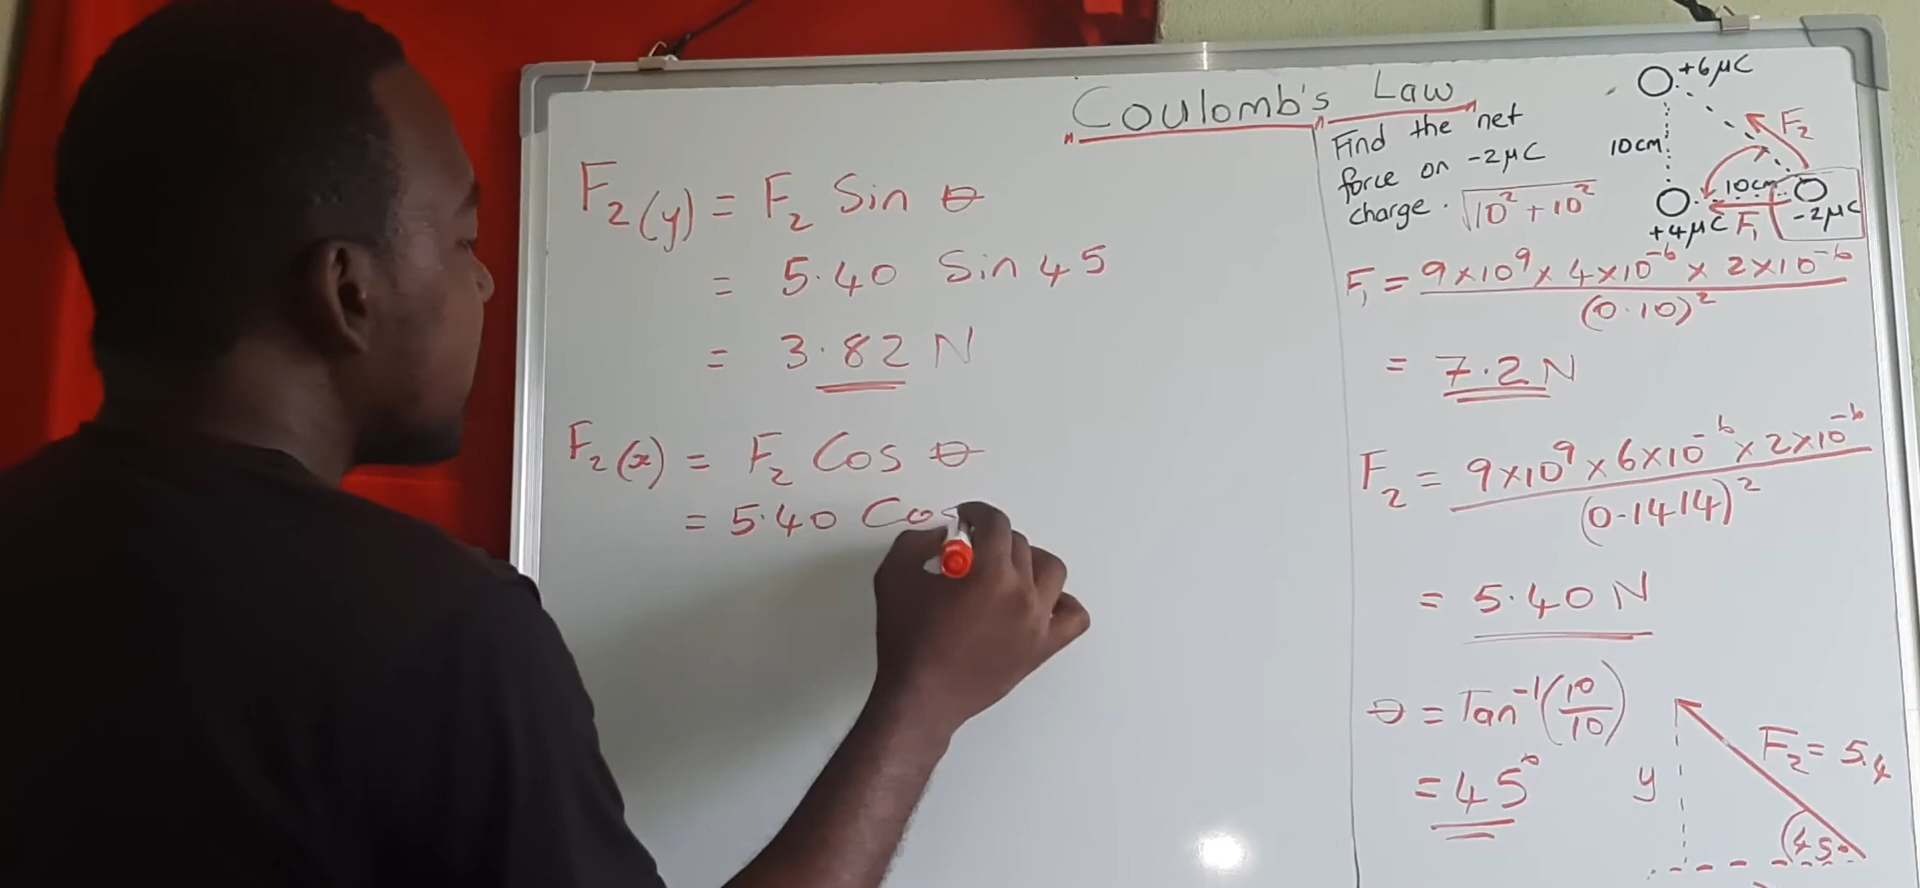 Coulomb's Law
F₂(y) = F₂ Sin θ
= 5.40 Sin 45
= 3.82 N
F₂(x) = F₂ Cos θ
= 5.40 Cos
Find the net
force on -2μC
charge. √10² + 10²
+6μC
F₂
10cm
10cm
-2μC
+4μC F₁
F₁ = 9×10⁹ × 4×10⁻⁶ × 2×10⁻⁶
(0.10)²
= 7.2 N
F₂ = 9×10⁹ × 6×10⁻⁶ × 2×10⁻⁶
(0.1414)²
= 5.40 N
θ = Tan⁻¹(10/10)
= 45°
F₂ = 5.4
y
45°